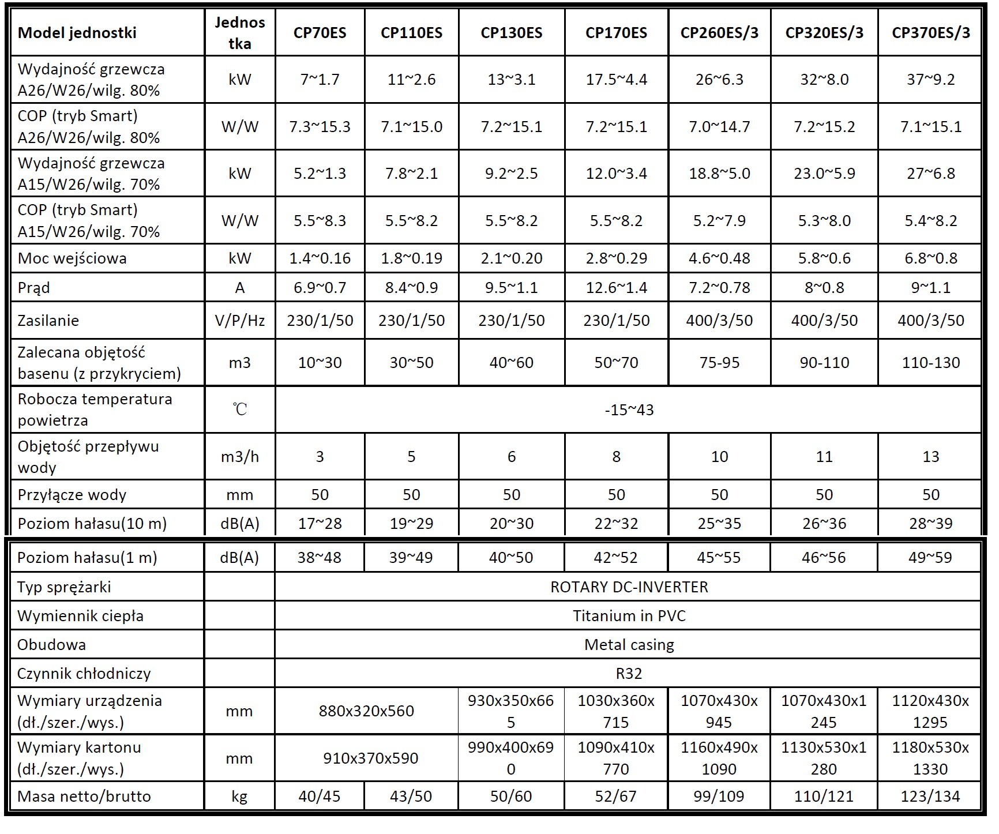 Model jednostki Jednos tka CP70ES CP110ES CP130ES CP170ES CP260ES/3 CP320ES/3 CP370ES/3
Wydajność grzewcza
A26/W26/wilg. 80% kW 7~1.7 11~2.6 13~3.1 17.5~4.4 26~6.3 32~8.0 37~9.2
COP (tryb Smart)
A26/W26/wilg. 80% W/W 7.3~15.3 7.1~15.0 7.2~15.1 7.2~15.1 7.0~14.7 7.2~15.2 7.1~15.1
Wydajność grzewcza
A15/W26/wilg. 70% kW 5.2~1.3 7.8~2.1 9.2~2.5 12.0~3.4 18.8~5.0 23.0~5.9 27~6.8
COP (tryb Smart)
A15/W26/wilg. 70% W/W 5.5~8.3 5.5~8.2 5.5~8.2 5.5~8.2 5.2~7.9 5.3~8.0 5.4~8.2
Moc wejściowa kW 1.4~0.16 1.8~0.19 2.1~0.20 2.8~0.29 4.6~0.48 5.8~0.6 6.8~0.8
Prąd A 6.9~0.7 8.4~0.9 9.5~1.1 12.6~1.4 7.2~0.78 8~0.8 9~1.1
Zasilanie V/P/Hz 230/1/50 230/1/50 230/1/50 230/1/50 400/3/50 400/3/50 400/3/50
Zalecana objętość
basenu (z przykryciem) m3 10~30 30~50 40~60 50~70 75-95 90-110 110-130
Robocza temperatura
powietrza ℃ -15~43
Objętość przepływu
wody m3/h 3 5 6 8 10 11 13
Przyłącze wody mm 50 50 50 50 50 50 50
Poziom hałasu(10 m) dB(A) 17~28 19~29 20~30 22~32 25~35 26~36 28~39
Poziom hałasu(1 m) dB(A) 38~48 39~49 40~50 42~52 45~55 46~56 49~59
Typ sprężarki ROTARY DC-INVERTER
Wymiennik ciepła Titanium in PVC
Obudowa Metal casing
Czynnik chłodniczy R32
Wymiary urządzenia 930x350x66 1030x360x 1070x430x 1070x430x1 1120x430x
(dł./szer./wys.) mm 880x320x560 5 715 945 245 1295
Wymiary kartonu 990x400x69 1090x410x 1160x490x 1130x530x1 1180x530x
(dł./szer./wys.) mm 910x370x590 0 770 1090 280 1330
Masa netto/brutto kg 40/45 43/50 50/60 52/67 99/109 110/121 123/134